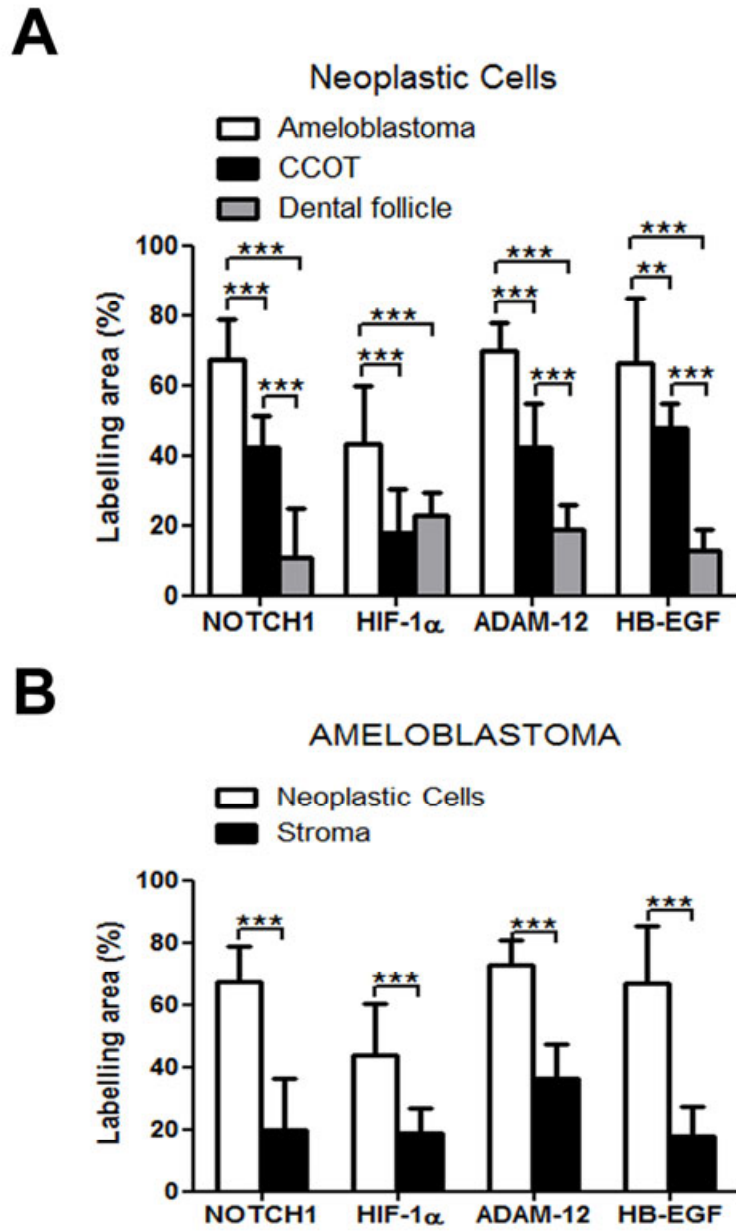 A
Neoplastic Cells
Ameloblastoma
CCOT
Dental follicle
Labelling area (%)
100
80
60
40
20
0
*** *** ***
*** ***
*** *** ***
*** ** ***
NOTCH1 HIF-1α ADAM-12 HB-EGF
B
AMELOBLASTOMA
Neoplastic Cells
Stroma
Labelling area (%)
100
80
60
40
20
0
*** *** *** ***
NOTCH1 HIF-1α ADAM-12 HB-EGF